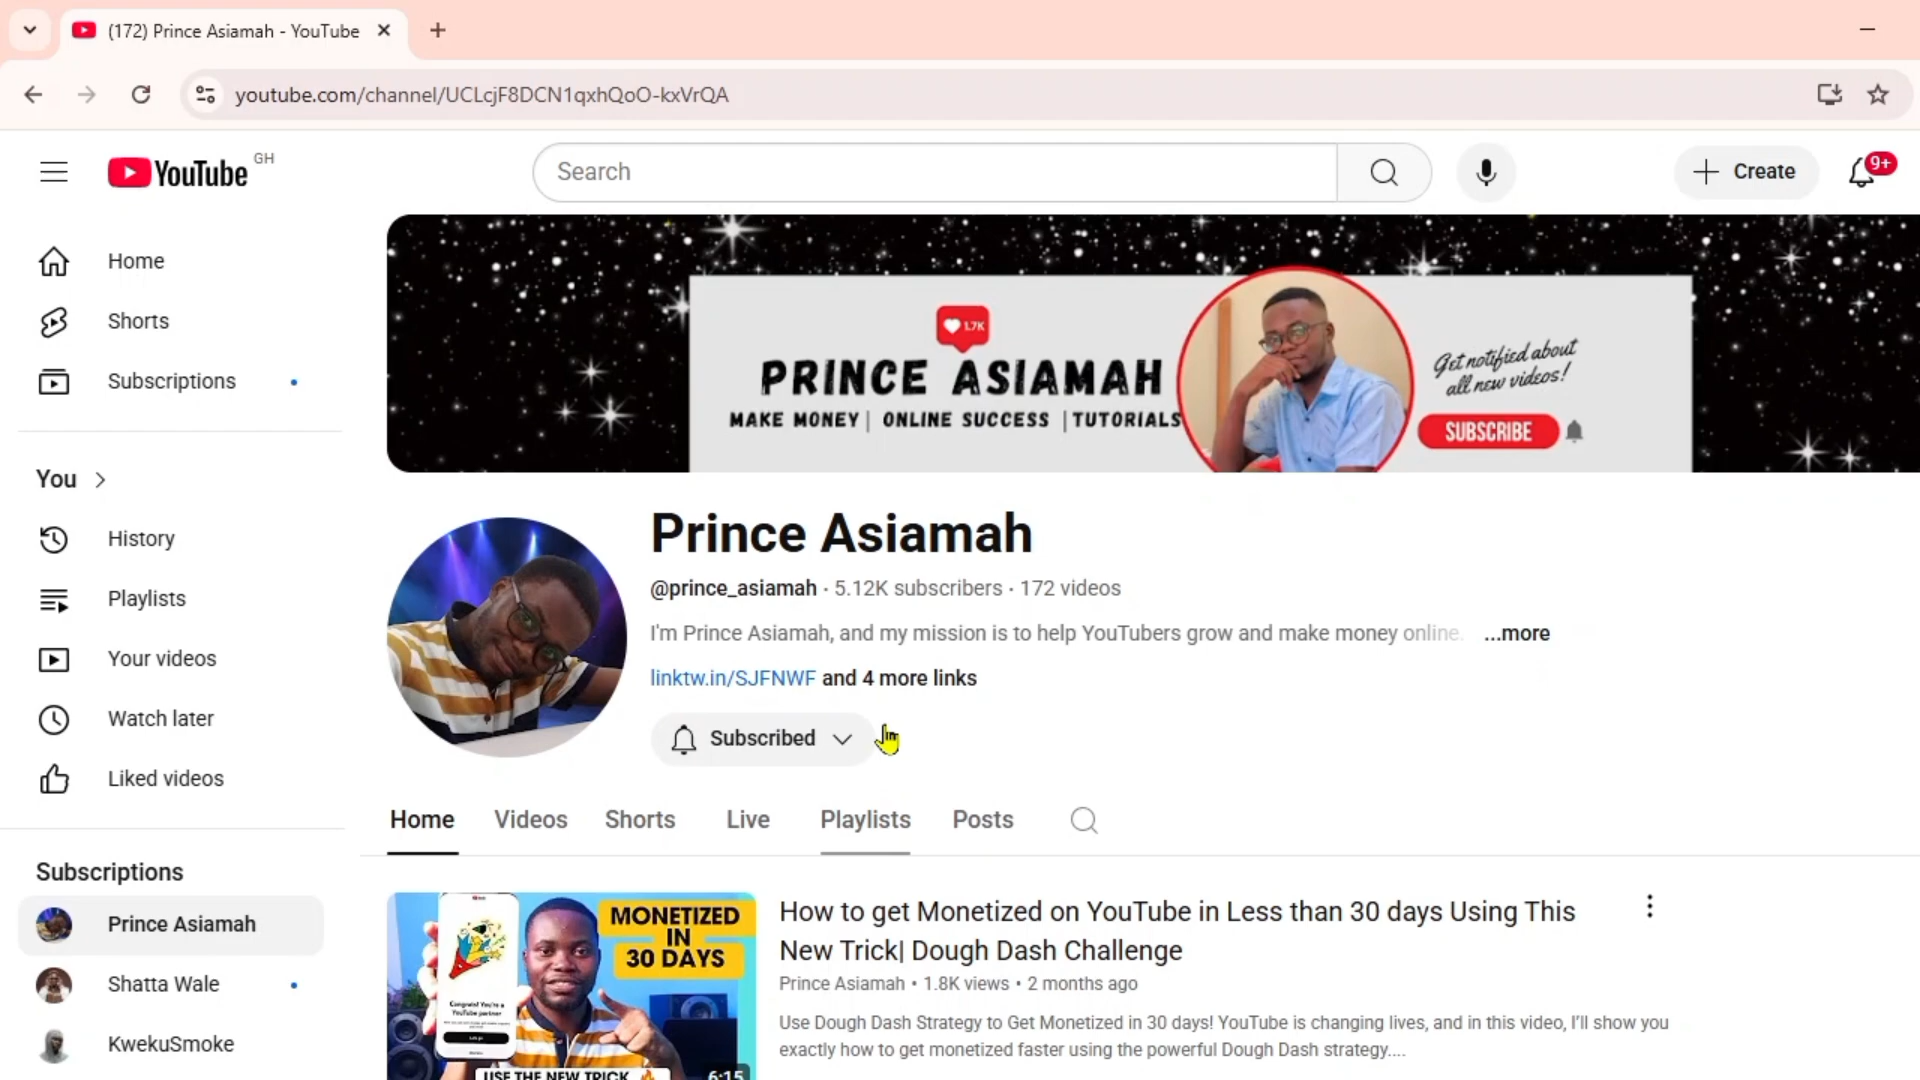 (172) Prince Asiamah - YouTube
youtube.com/channel/UCLcjF8DCN1qxhQoO-kxVrQA
YouTube GH
Search
Create
9+
Home
Shorts
Subscriptions
You
History
Playlists
Your videos
Watch later
Liked videos
Subscriptions
Prince Asiamah
Shatta Wale
KwekuSmoke
1.7K
PRINCE ASIAMAH
MAKE MONEY| ONLINE SUCCESS |TUTORIALS
Get notified about
all new videos!
SUBSCRIBE
Prince Asiamah
@prince_asiamah · 5.12K subscribers · 172 videos
I'm Prince Asiamah, and my mission is to help YouTubers grow and make money online. ...more
linktw.in/SJFNWF and 4 more links
Subscribed
Home Videos Shorts Live Playlists Posts
MONETIZED
IN
30 DAYS
Congrats! You're a
YouTube partner
USE THE NEW TRICK
6:15
How to get Monetized on YouTube in Less than 30 days Using This
New Trick| Dough Dash Challenge
Prince Asiamah • 1.8K views • 2 months ago
Use Dough Dash Strategy to Get Monetized in 30 days! YouTube is changing lives, and in this video, I'll show you
exactly how to get monetized faster using the powerful Dough Dash strategy....